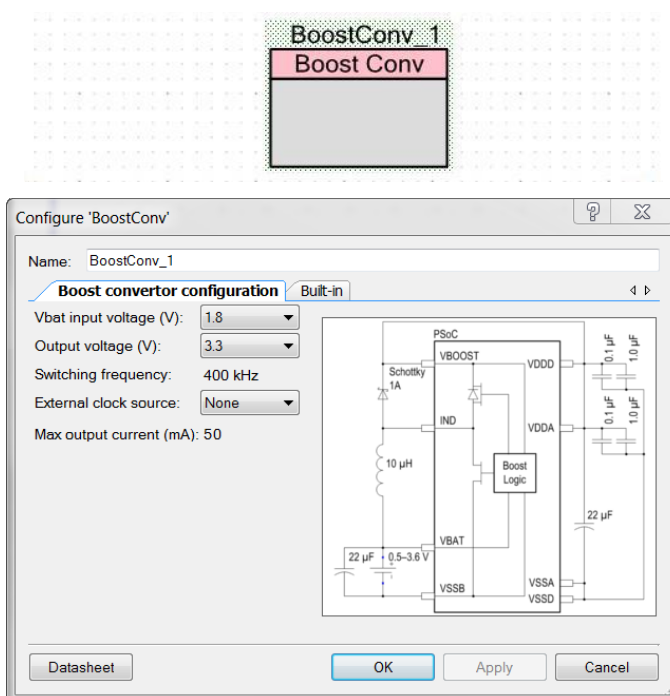 BoostConv_1
Boost Conv
Configure 'BoostConv'
Name: BoostConv_1
Boost convertor configuration Built-in
Vbat input voltage (V): 1.8
Output voltage (V): 3.3
Switching frequency: 400 kHz
External clock source: None
Max output current (mA): 50
PSoC
VBOOST
VDDD
0.1 µF
1.0 µF
Schottky
1A
IND
VDDA
0.1 µF
1.0 µF
10 µH
Boost
Logic
22 µF
VBAT
22 µF
0.5–3.6 V
VSSB
VSSA
VSSD
Datasheet OK Apply Cancel